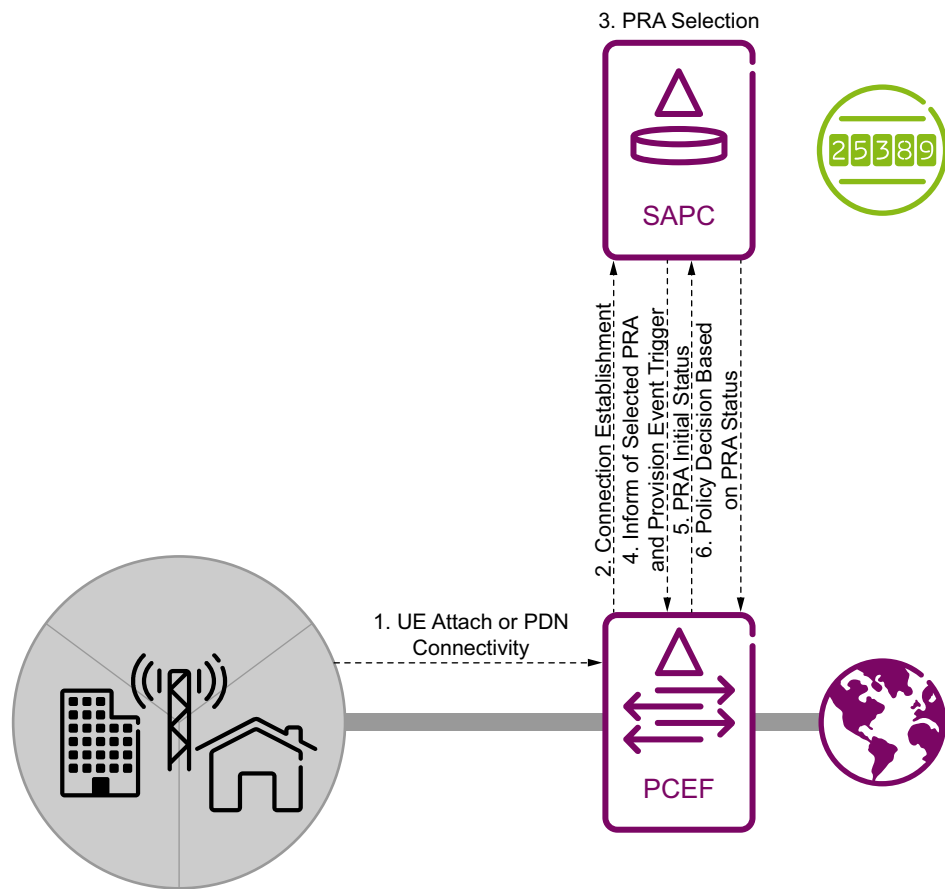 3. PRA Selection
25389
SAPC
2. Connection Establishment
4. Inform of Selected PRA
and Provision Event Trigger
5. PRA Initial Status
6. Policy Decision Based
on PRA Status
1. UE Attach or PDN
Connectivity
PCEF